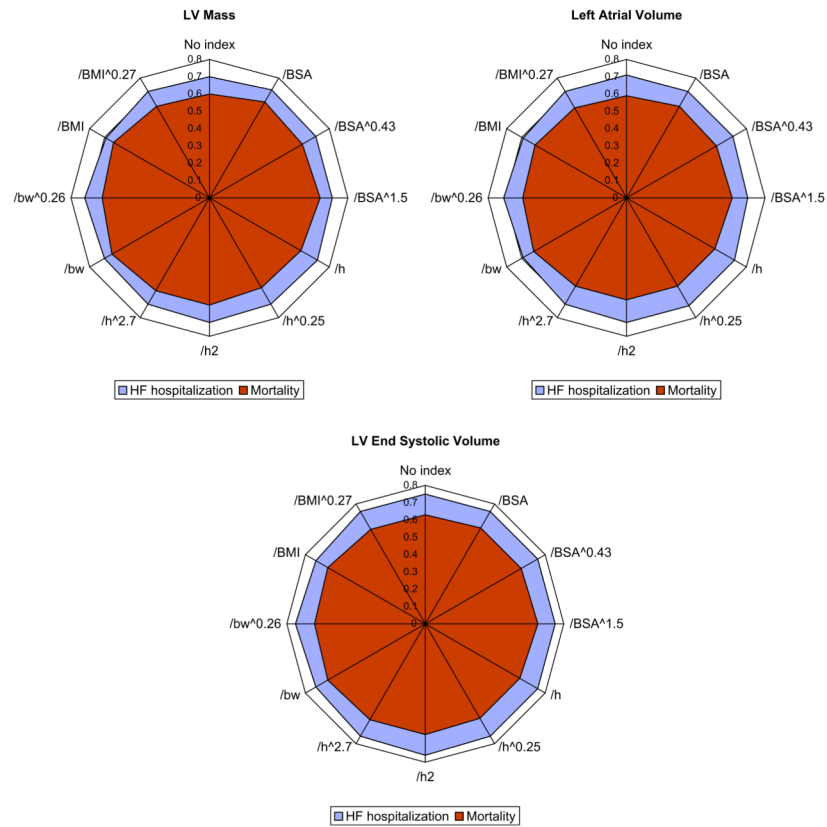 LV Mass
No index
/BSA
/BSA^0.43
/BSA^1.5
/h
/h^0.25
/h2
/h^2.7
/bw
/bw^0.26
/BMI
/BMI^0.27
0.8
0.7
0.6
0.5
0.4
0.3
0.2
0.1
0
HF hospitalization Mortality
Left Atrial Volume
No index
/BSA
/BSA^0.43
/BSA^1.5
/h
/h^0.25
/h2
/h^2.7
/bw
/bw^0.26
/BMI
/BMI^0.27
0.8
0.7
0.6
0.5
0.4
0.3
0.2
0.1
0
HF hospitalization Mortality
LV End Systolic Volume
No index
/BSA
/BSA^0.43
/BSA^1.5
/h
/h^0.25
/h2
/h^2.7
/bw
/bw^0.26
/BMI
/BMI^0.27
0.8
0.7
0.6
0.5
0.4
0.3
0.2
0.1
0
HF hospitalization Mortality